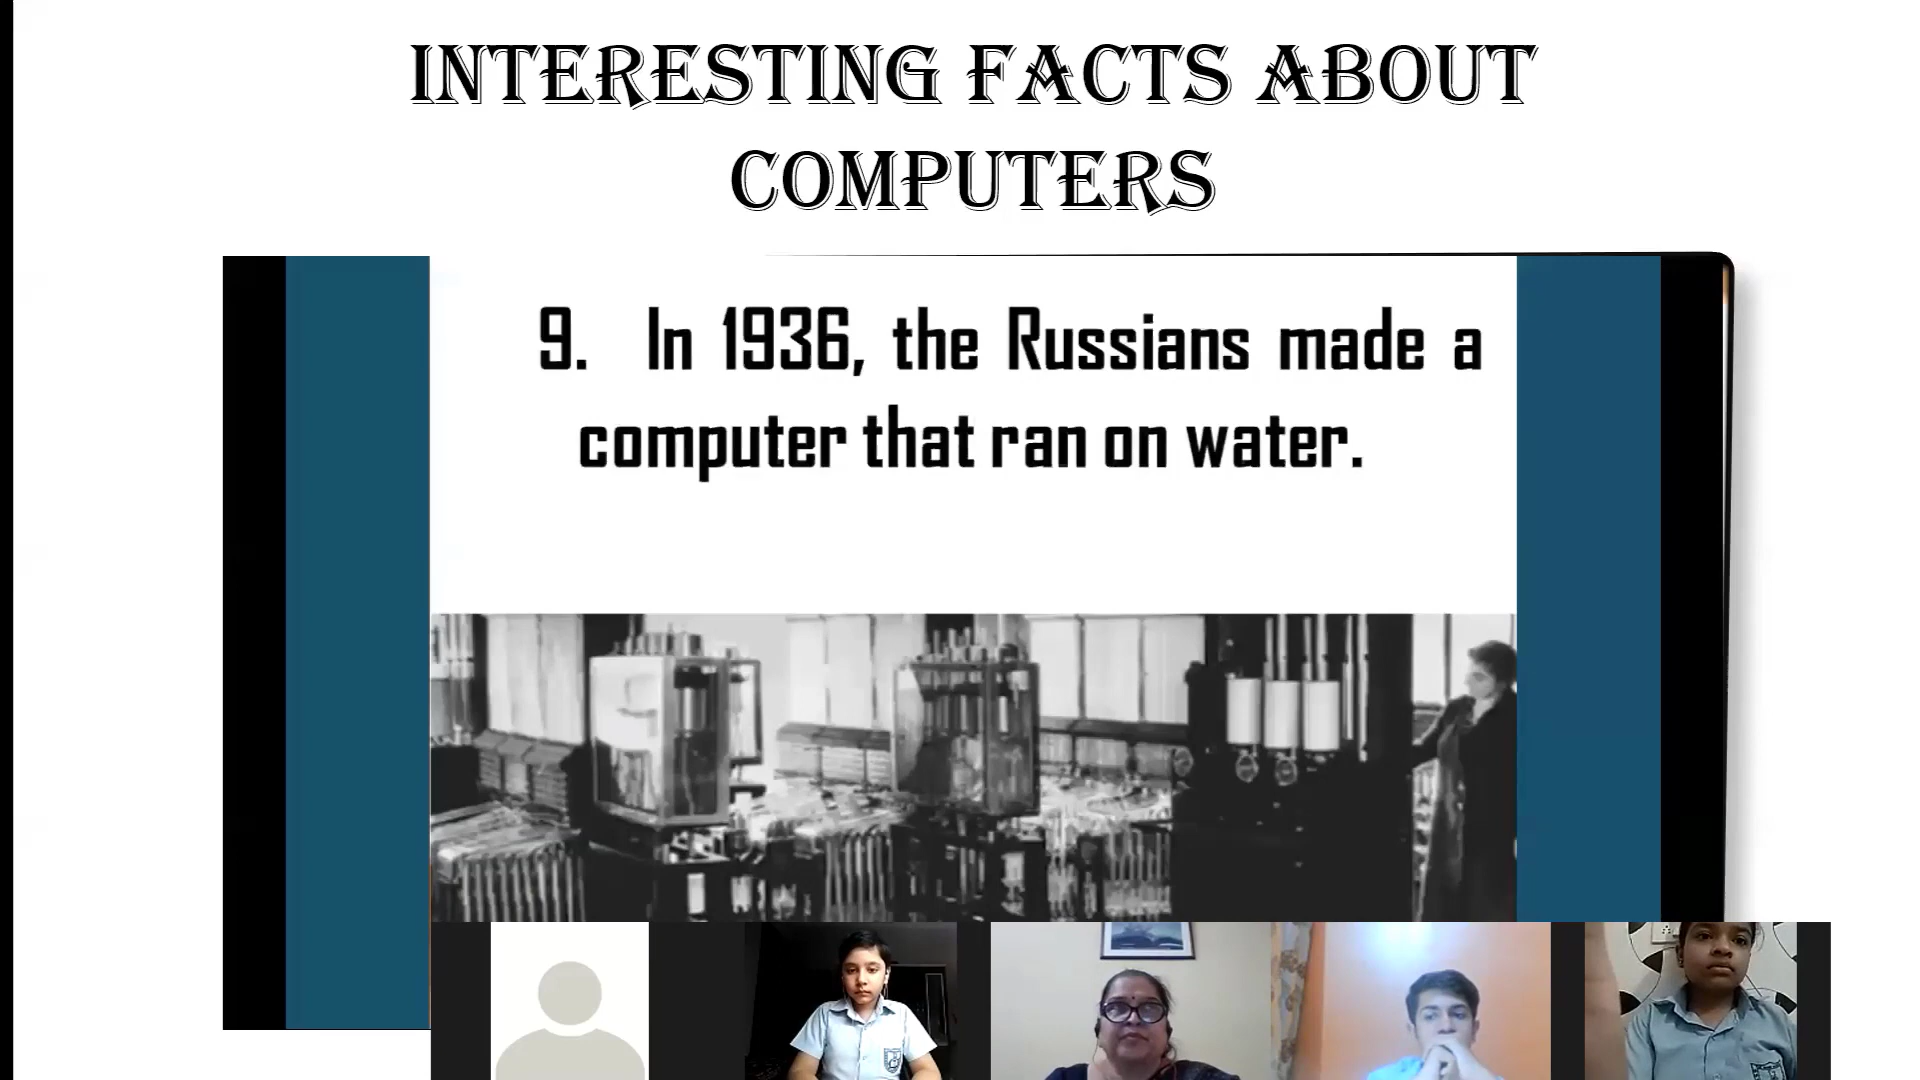 INTERESTING FACTS ABOUT
COMPUTERS
9. In 1936, the Russians made a
computer that ran on water.